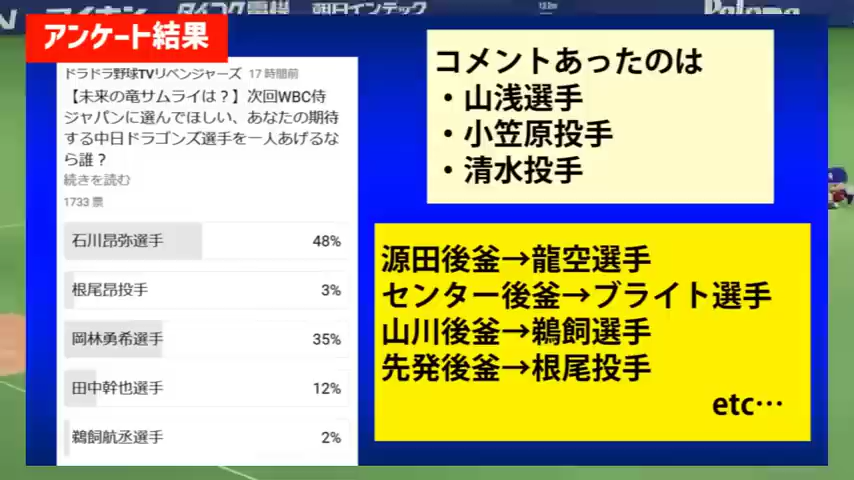 アンケート結果
ドラドラ野球TVリベンジャーズ 17 時間前
【未来の竜サムライは？】次回WBC侍
ジャパンに選んでほしい、あなたの期待
する中日ドラゴンズ選手を一人あげるな
ら誰？
続きを読む
1733 票
石川昂弥選手 48%
根尾昂投手 3%
岡林勇希選手 35%
田中幹也選手 12%
鵜飼航丞選手 2%
コメントあったのは
・山浅選手
・小笠原投手
・清水投手
源田後釜→龍空選手
センター後釜→ブライト選手
山川後釜→鵜飼選手
先発後釜→根尾投手
etc…